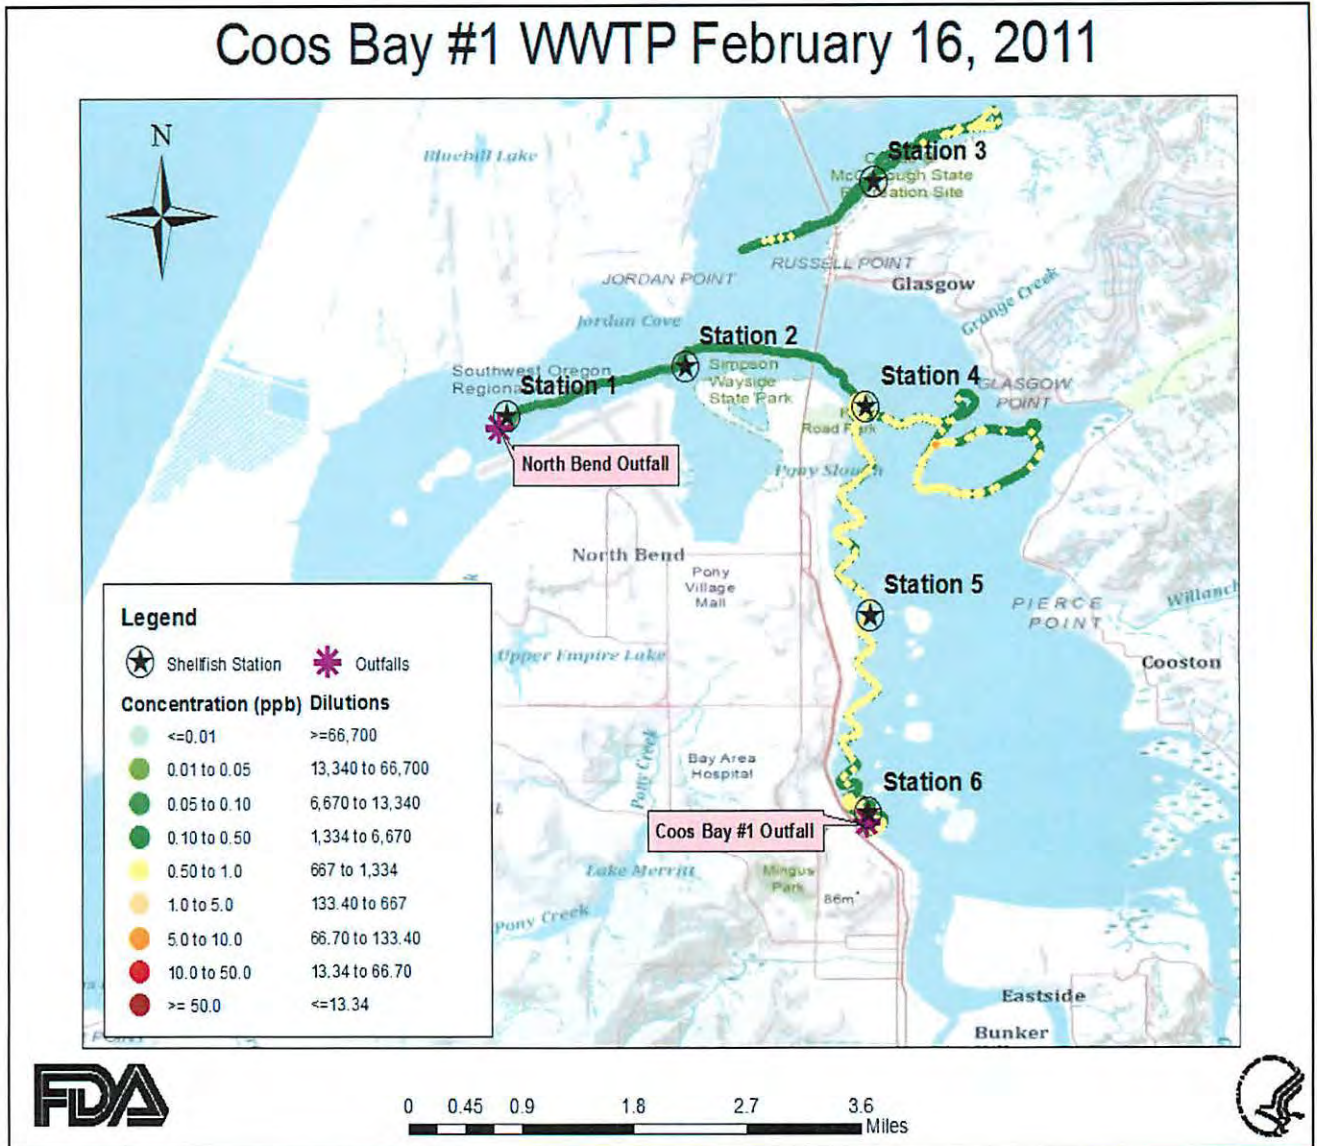 Coos Bay #1 WWTP February 16, 2011
N
Bluebill Lake
Station 3
State
Recreation Site
RUSSELL POINT
JORDAN POINT
Glasgow
Grange Creek
Jordan Cove
Station 2
Southwest Oregon
Station 1
Simpson
Wayside
State Park
Station 4
GLASGOW
POINT
Road Park
North Bend Outfall
Pony Slough
North Bend
Pony
Village
Mall
Station 5
PIERCE
POINT
Cooston
Upper Empire Lake
Legend
Shellfish Station
Outfalls
Concentration (ppb) Dilutions
<=0.01 >=66,700
0.01 to 0.05 13,340 to 66,700
0.05 to 0.10 6,670 to 13,340
0.10 to 0.50 1,334 to 6,670
0.50 to 1.0 667 to 1,334
1.0 to 5.0 133.40 to 667
5.0 to 10.0 66.70 to 133.40
10.0 to 50.0 13.34 to 66.70
>= 50.0 <=13.34
Pony Creek
Bay Area
Hospital
Station 6
Coos Bay #1 Outfall
Lake Merritt
Mingus
Park
86m
Pony Creek
Eastside
Bunker
FDA
0 0.45 0.9 1.8 2.7 3.6
Miles